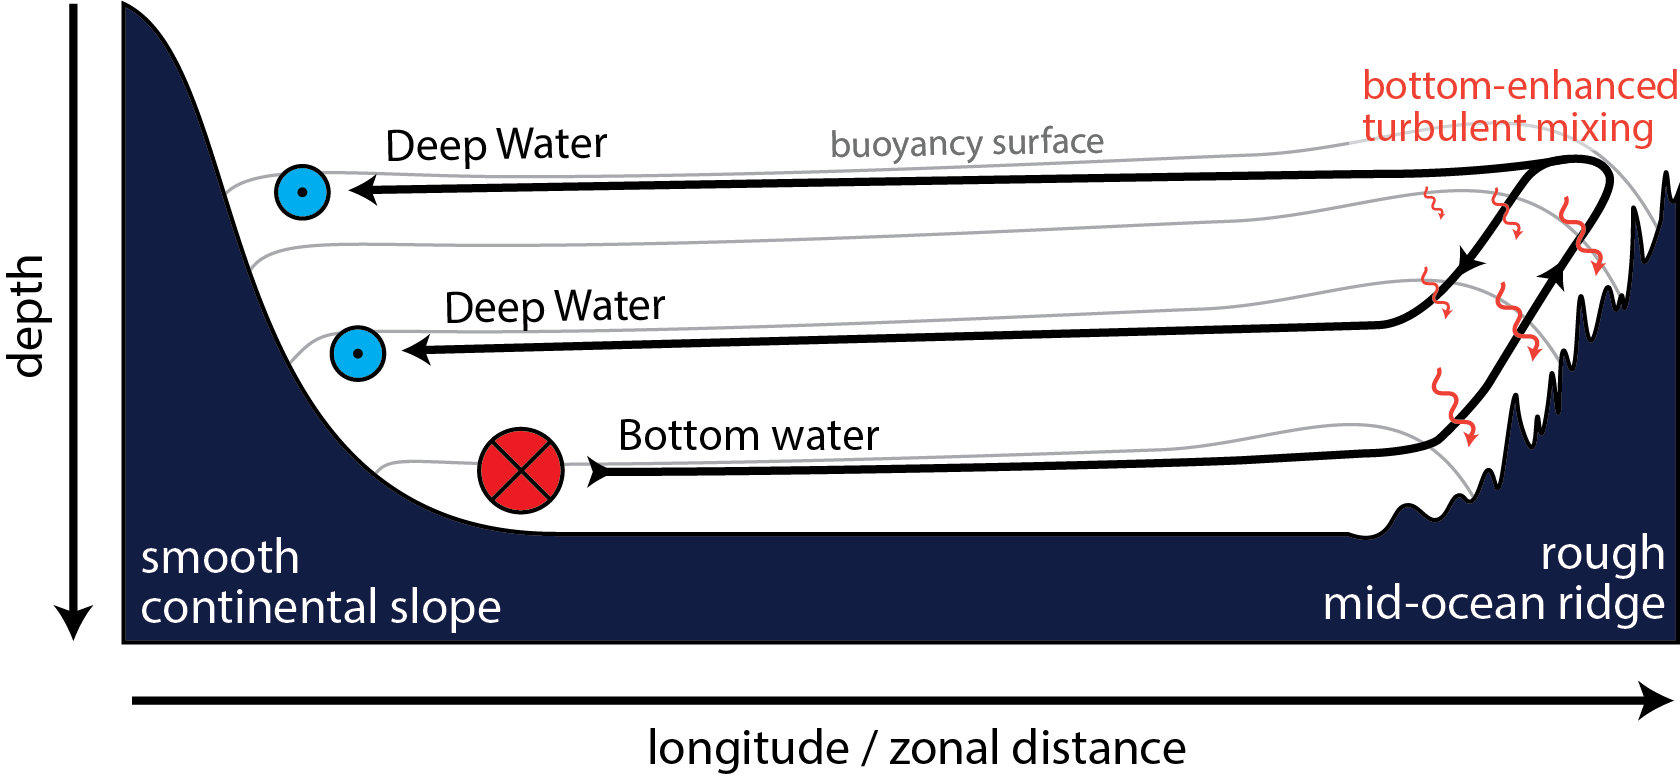 bottom-enhanced
turbulent mixing
Deep Water
buoyancy surface
depth
Deep Water
Bottom water
smooth
continental slope
rough
mid-ocean ridge
longitude / zonal distance